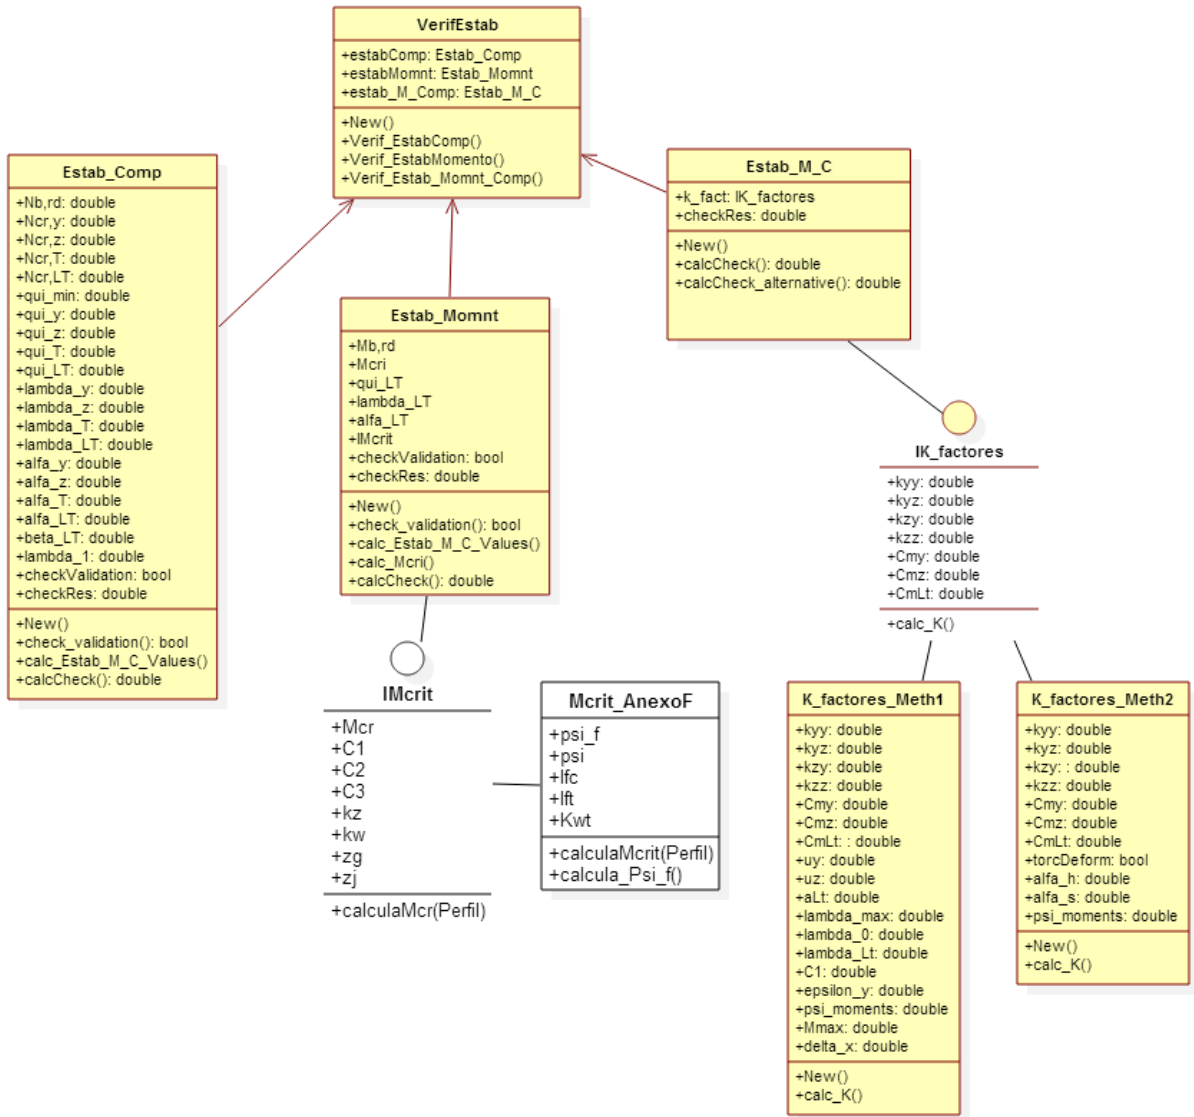 VerifEstab
+estabComp: Estab_Comp
+estabMomnt: Estab_Momnt
+estab_M_Comp: Estab_M_C
+New()
+Verif_EstabComp()
+Verif_EstabMomento()
+Verif_Estab_Momnt_Comp()
Estab_Comp
+Nb,rd: double
+Ncr,y: double
+Ncr,z: double
+Ncr,T: double
+Ncr,LT: double
+qui_min: double
+qui_y: double
+qui_z: double
+qui_T: double
+qui_LT: double
+lambda_y: double
+lambda_z: double
+lambda_T: double
+lambda_LT: double
+alfa_y: double
+alfa_z: double
+alfa_T: double
+alfa_LT: double
+beta_LT: double
+lambda_1: double
+checkValidation: bool
+checkRes: double
+New()
+check_validation(): bool
+calc_Estab_M_C_Values()
+calcCheck(): double
Estab_Momnt
+Mb,rd
+Mcri
+qui_LT
+lambda_LT
+alfa_LT
+IMcrit
+checkValidation: bool
+checkRes: double
+New()
+check_validation(): bool
+calc_Estab_M_C_Values()
+calc_Mcri()
+calcCheck(): double
Estab_M_C
+k_fact: IK_factores
+checkRes: double
+New()
+calcCheck(): double
+calcCheck_alternative(): double
IK_factores
+kyy: double
+kyz: double
+kzy: double
+kzz: double
+Cmy: double
+Cmz: double
+CmLt: double
+calc_K()
IMcrit
+Mcr
+C1
+C2
+C3
+kz
+kw
+zg
+zj
+calculaMcr(Perfil)
Mcrit_AnexoF
+psi_f
+psi
+Ifc
+Ift
+Kwt
+calculaMcrit(Perfil)
+calcula_Psi_f()
K_factores_Meth1
+kyy: double
+kyz: double
+kzy: double
+kzz: double
+Cmy: double
+Cmz: double
+CmLt: : double
+uy: double
+uz: double
+aLt: double
+lambda_max: double
+lambda_0: double
+lambda_Lt: double
+C1: double
+epsilon_y: double
+psi_moments: double
+Mmax: double
+delta_x: double
+New()
+calc_K()
K_factores_Meth2
+kyy: double
+kyz: double
+kzy: : double
+kzz: double
+Cmy: double
+Cmz: double
+CmLt: double
+torcDeform: bool
+alfa_h: double
+alfa_s: double
+psi_moments: double
+New()
+calc_K()